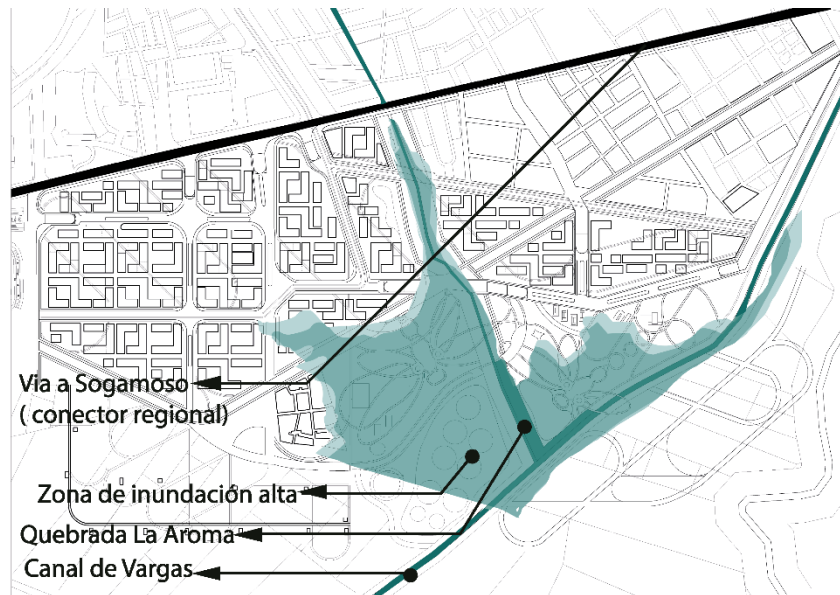 Via a Sogamoso
( conector regional)
Zona de inundación alta
Quebrada La Aroma
Canal de Vargas